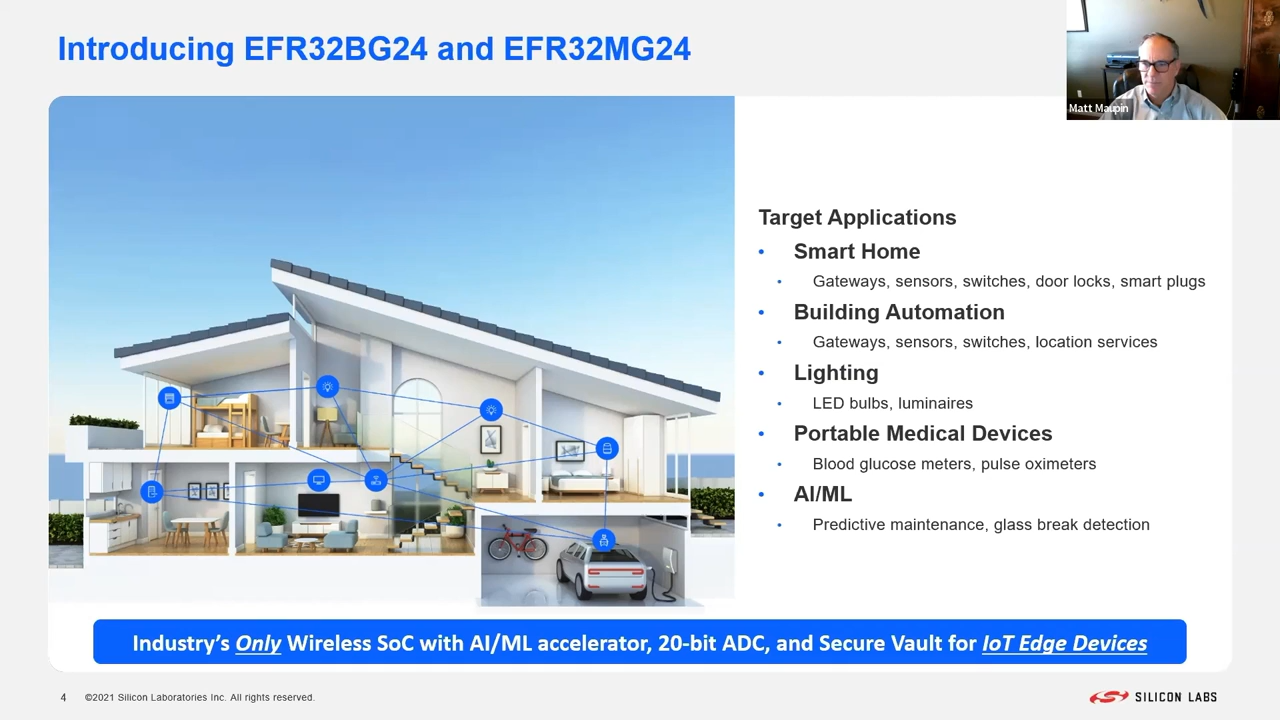 Introducing EFR32BG24 and EFR32MG24
Matt Maupin
Target Applications
• Smart Home
• Gateways, sensors, switches, door locks, smart plugs
• Building Automation
• Gateways, sensors, switches, location services
• Lighting
• LED bulbs, luminaires
• Portable Medical Devices
• Blood glucose meters, pulse oximeters
• AI/ML
• Predictive maintenance, glass break detection
Industry's Only Wireless SoC with AI/ML accelerator, 20-bit ADC, and Secure Vault for IoT Edge Devices
4 ©2021 Silicon Laboratories Inc. All rights reserved.
SILICON LABS